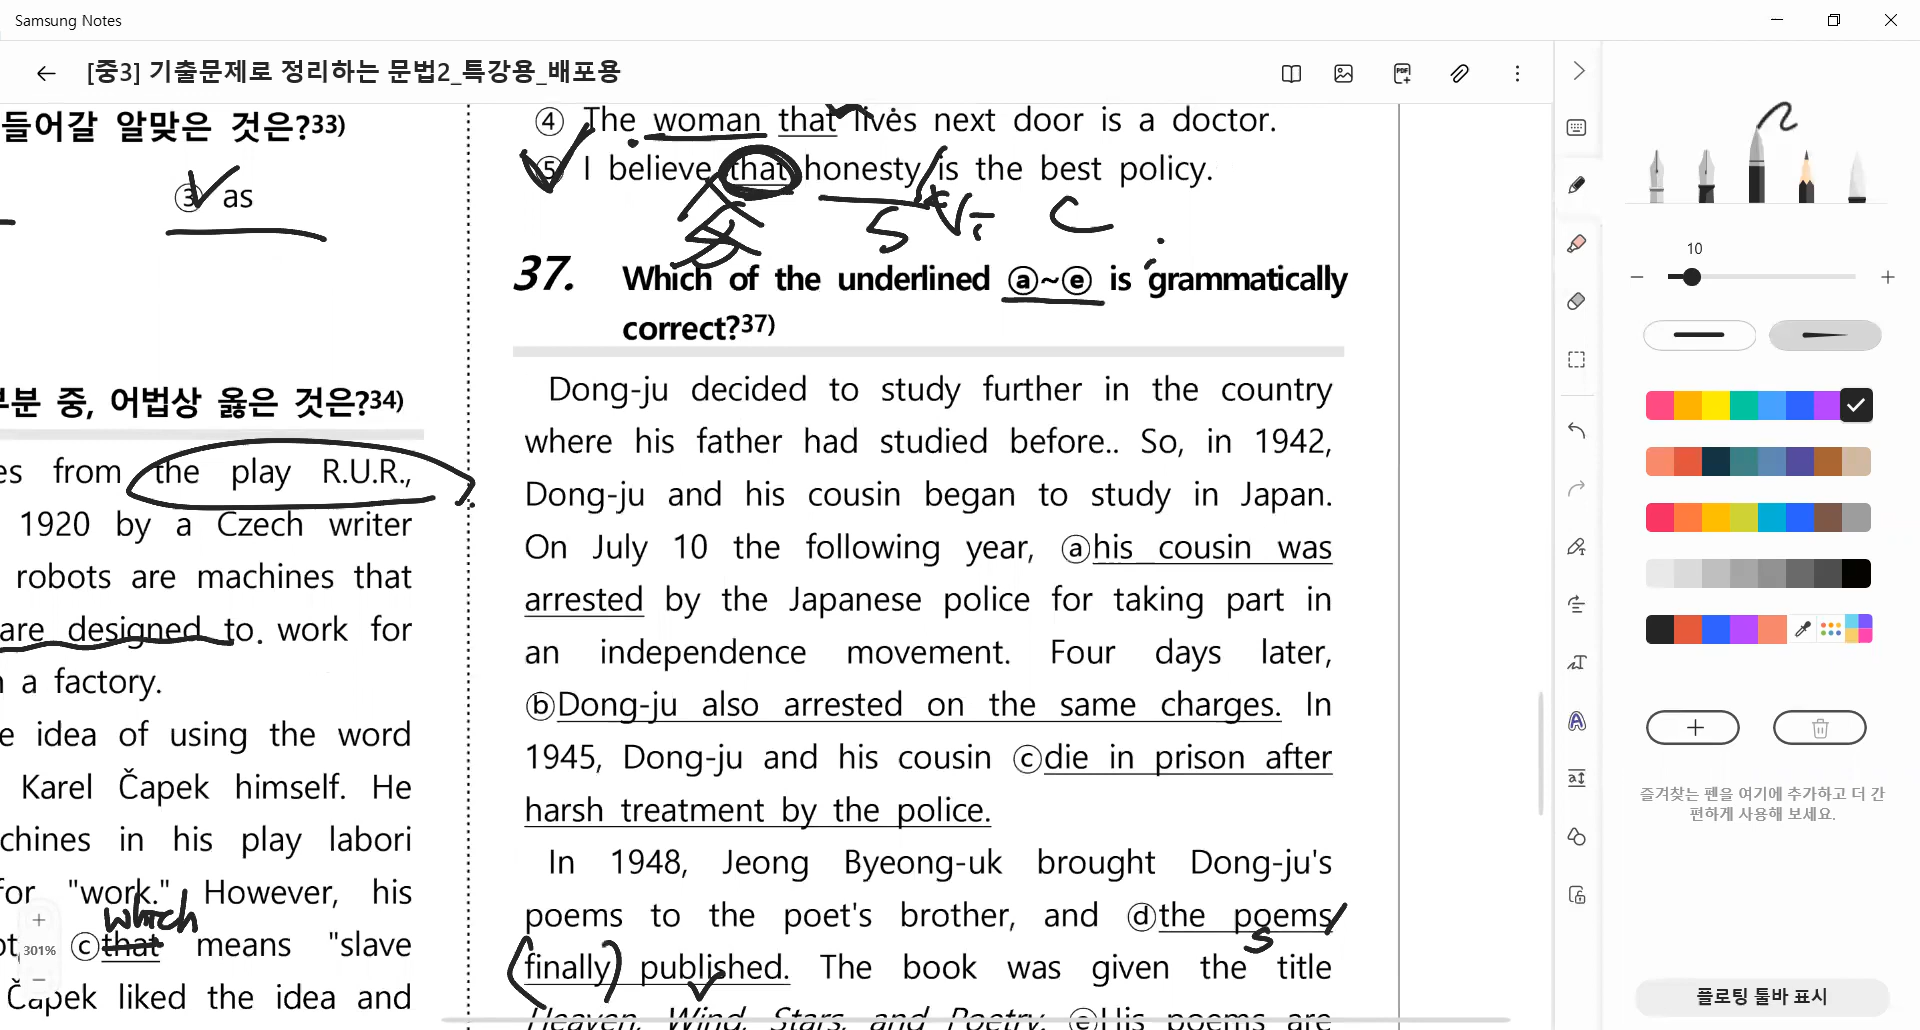 Samsung Notes
[중3] 기출문제로 정리하는 문법2_특강용_배포용
들어갈 알맞은 것은?33)
③ as
부분 중, 어법상 옳은 것은?34)
es from the play R.U.R.,
1920 by a Czech writer
robots are machines that
are designed to work for
a factory.
e idea of using the word
Karel Čapek himself. He
chines in his play labori
for "work." However, his
which
ⓒthat means "slave
Čapek liked the idea and
④ The woman that lives next door is a doctor.
⑤ I believe that honesty is the best policy.
S V C
37. Which of the underlined ⓐ~ⓔ is grammatically
correct?37)
Dong-ju decided to study further in the country
where his father had studied before.. So, in 1942,
Dong-ju and his cousin began to study in Japan.
On July 10 the following year, ⓐhis cousin was
arrested by the Japanese police for taking part in
an independence movement. Four days later,
ⓑDong-ju also arrested on the same charges. In
1945, Dong-ju and his cousin ⓒdie in prison after
harsh treatment by the police.
In 1948, Jeong Byeong-uk brought Dong-ju's
poems to the poet's brother, and ⓓthe poems
S
(finally) published. The book was given the title
V
Heaven, Wind, Stars, and Poetry. ⓔHis poems are
301%
PDF
10
즐겨찾는 펜을 여기에 추가하고 더 간
편하게 사용해 보세요.
플로팅 툴바 표시